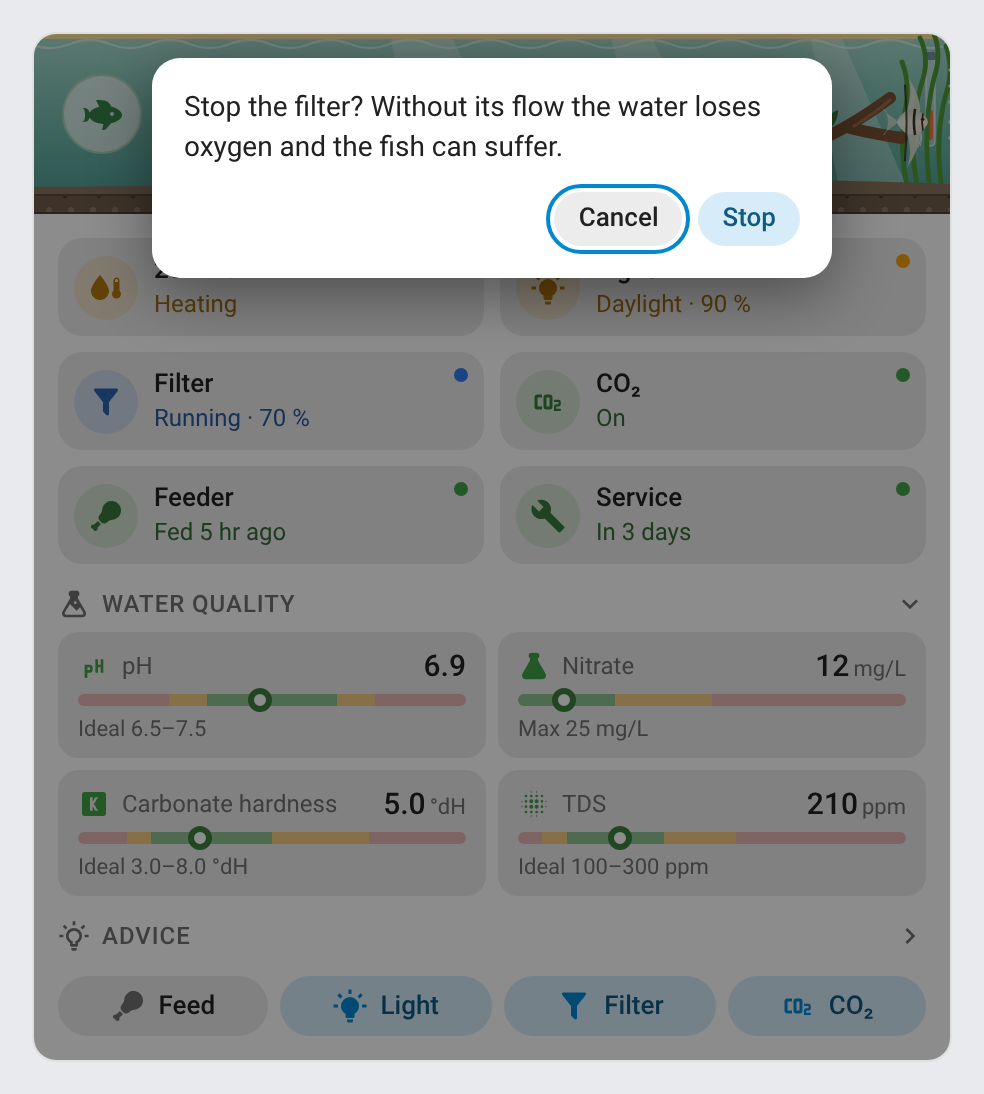 Stop the filter? Without its flow the water loses
oxygen and the fish can suffer.
Cancel Stop
Heating
Daylight · 90 %
Filter
Running · 70 %
CO₂
CO₂
On
Feeder
Fed 5 hr ago
Service
In 3 days
WATER QUALITY
pH pH 6.9
Ideal 6.5–7.5
Nitrate 12 mg/L
Max 25 mg/L
K Carbonate hardness 5.0 °dH
Ideal 3.0–8.0 °dH
TDS 210 ppm
Ideal 100–300 ppm
ADVICE
Feed Light Filter CO₂ CO₂